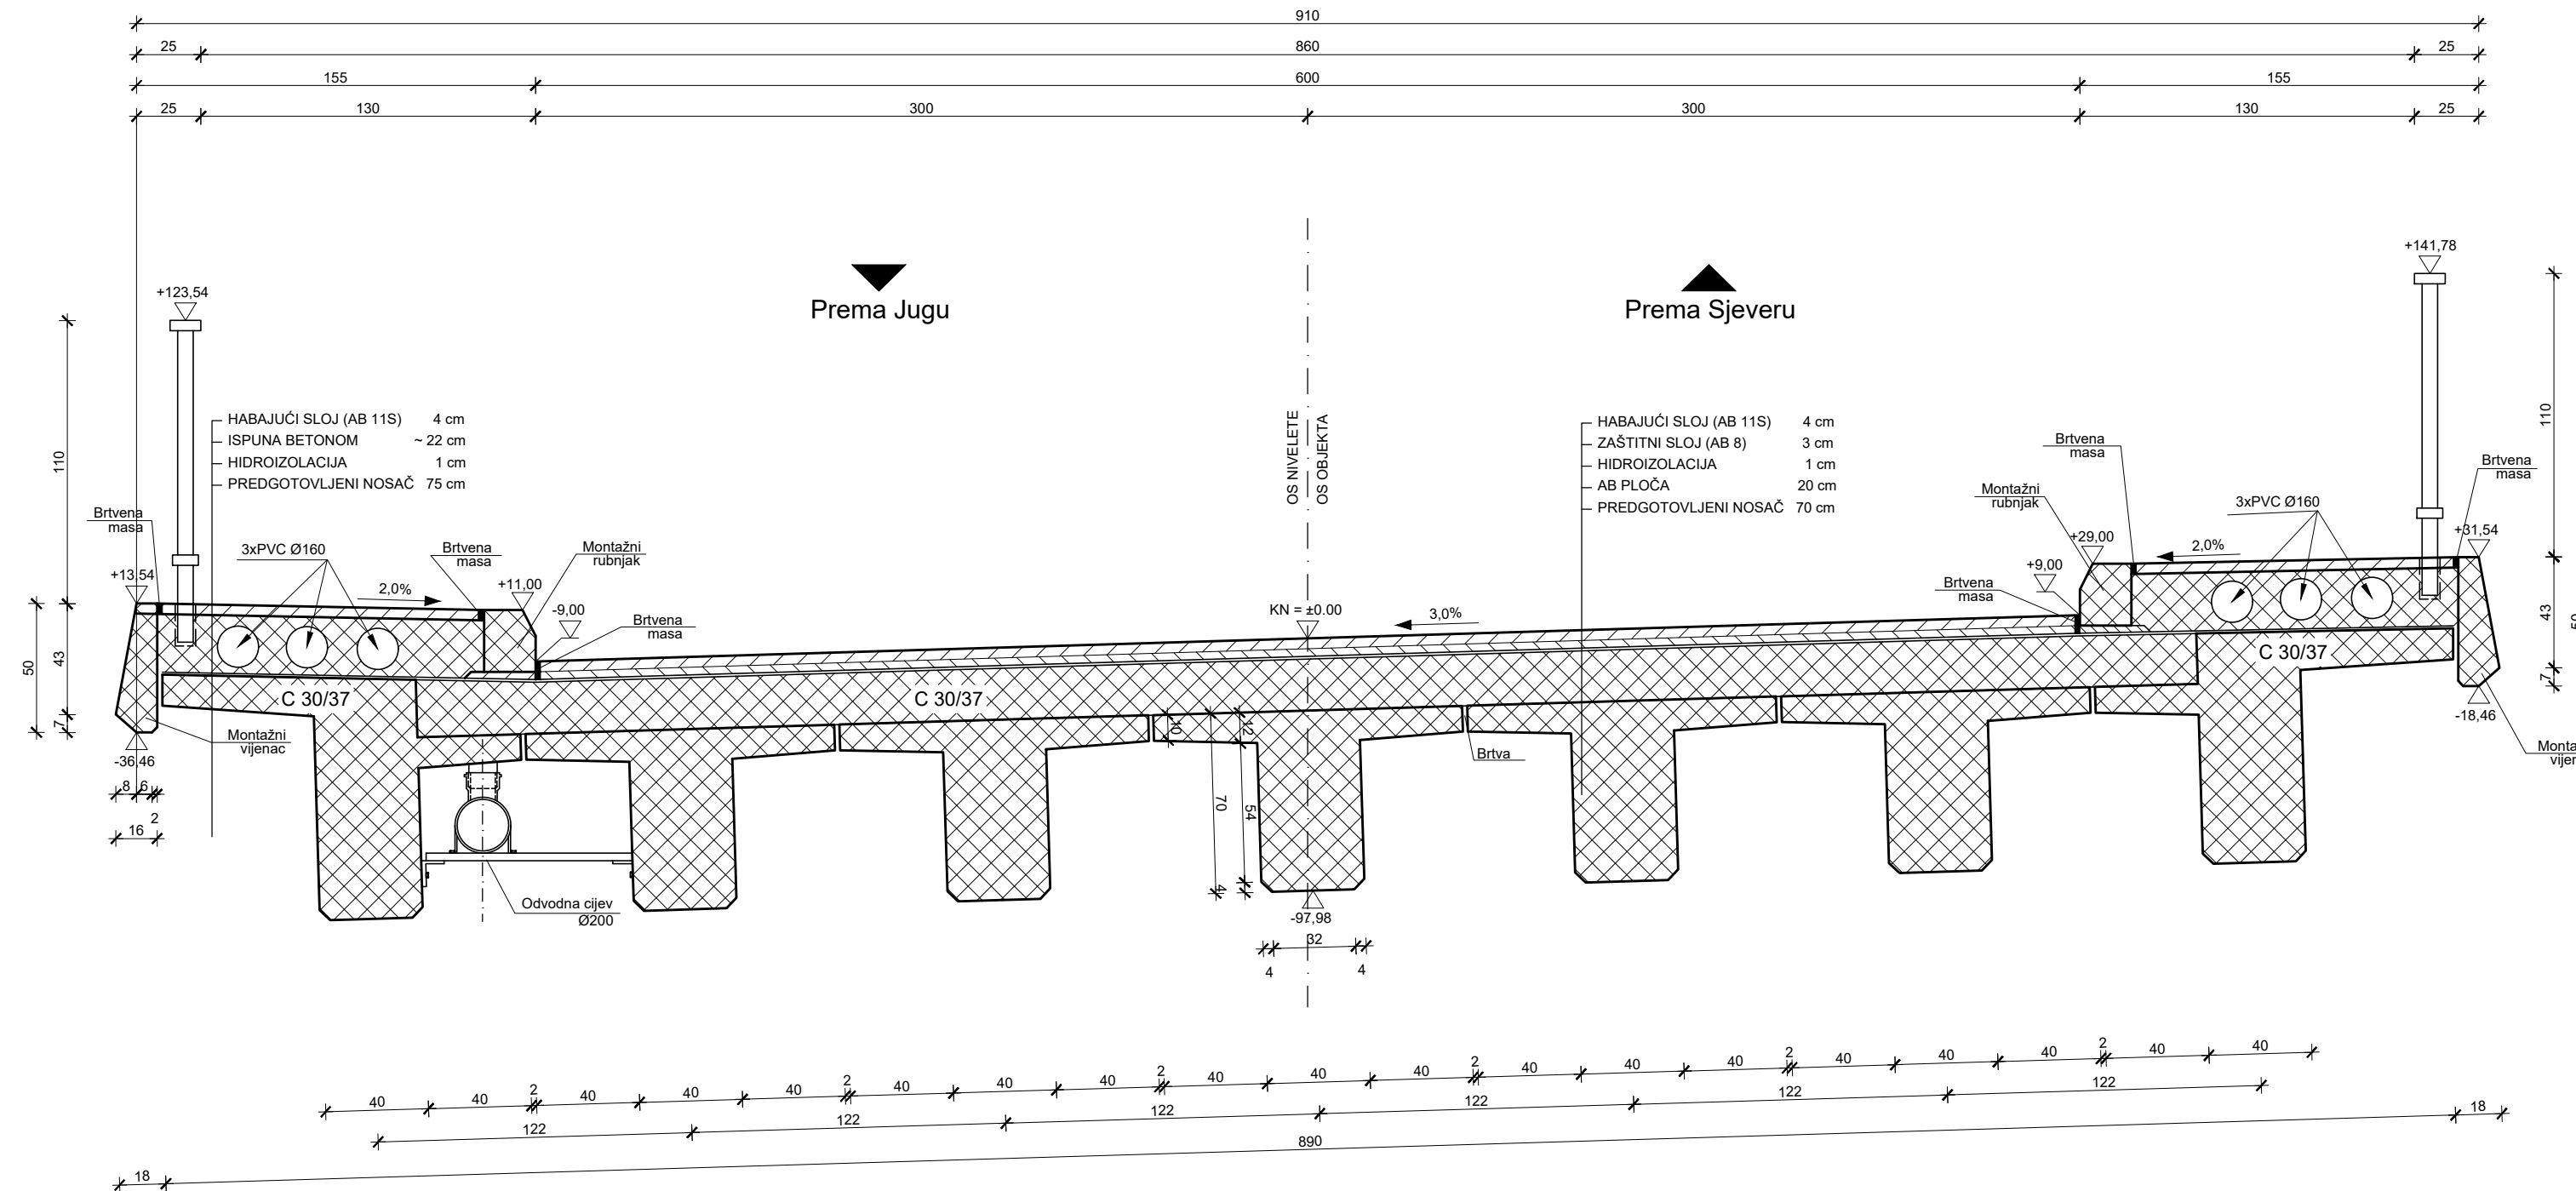 910
25 860 25
155 600 155
25 130 300 300 130 25
+141,78
+123,54
Prema Jugu
Prema Sjeveru
OS NIVELETE
OS OBJEKTA
HABAJUĆI SLOJ (AB 11S) 4 cm
ISPUNA BETONOM ~ 22 cm
HIDROIZOLACIJA 1 cm
PREDGOTOVLJENI NOSAČ 75 cm
HABAJUĆI SLOJ (AB 11S) 4 cm
ZAŠTITNI SLOJ (AB 8) 3 cm
HIDROIZOLACIJA 1 cm
AB PLOČA 20 cm
PREDGOTOVLJENI NOSAČ 70 cm
110
110
Brtvena
masa
3xPVC Ø160
Brtvena
masa
Montažni
rubnjak
+13,54
2,0%
+11,00
-9,00
Brtvena
masa
KN = ±0.00
3,0%
Brtvena
masa
Montažni
rubnjak
Brtvena
masa
3xPVC Ø160
+29,00
2,0%
+31,54
+9,00
Brtvena
masa
50
43
7
43
7
50
C 30/37
C 30/37
C 30/37
Montažni
vijenac
-36,46
8 6
2
16
10
12
70
54
4
Brtva
-18,46
Monta
vijen
Odvodna cijev
Ø200
-97,98
32
4 4
40 40 2 40 40 40 2 40 40 40 2 40 40 40 2 40 40 40 2 40 40 40 2 40 40
122 122 122 122 122 122
18 890 18